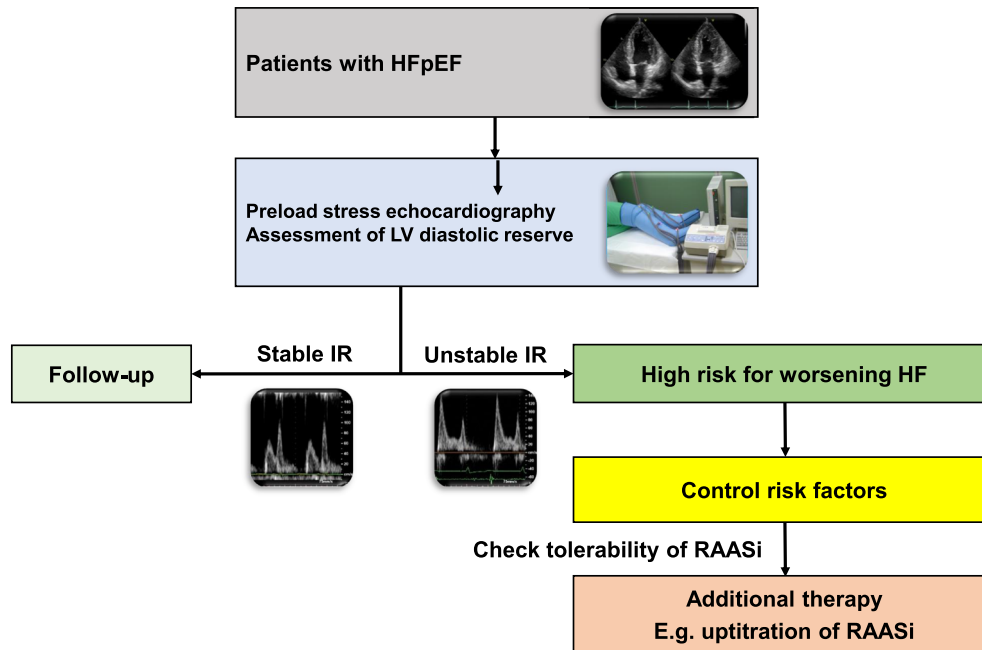 Patients with HFpEF
Preload stress echocardiography
Assessment of LV diastolic reserve
Stable IR
Unstable IR
Follow-up
High risk for worsening HF
Control risk factors
Check tolerability of RAASi
Additional therapy
E.g. uptitration of RAASi